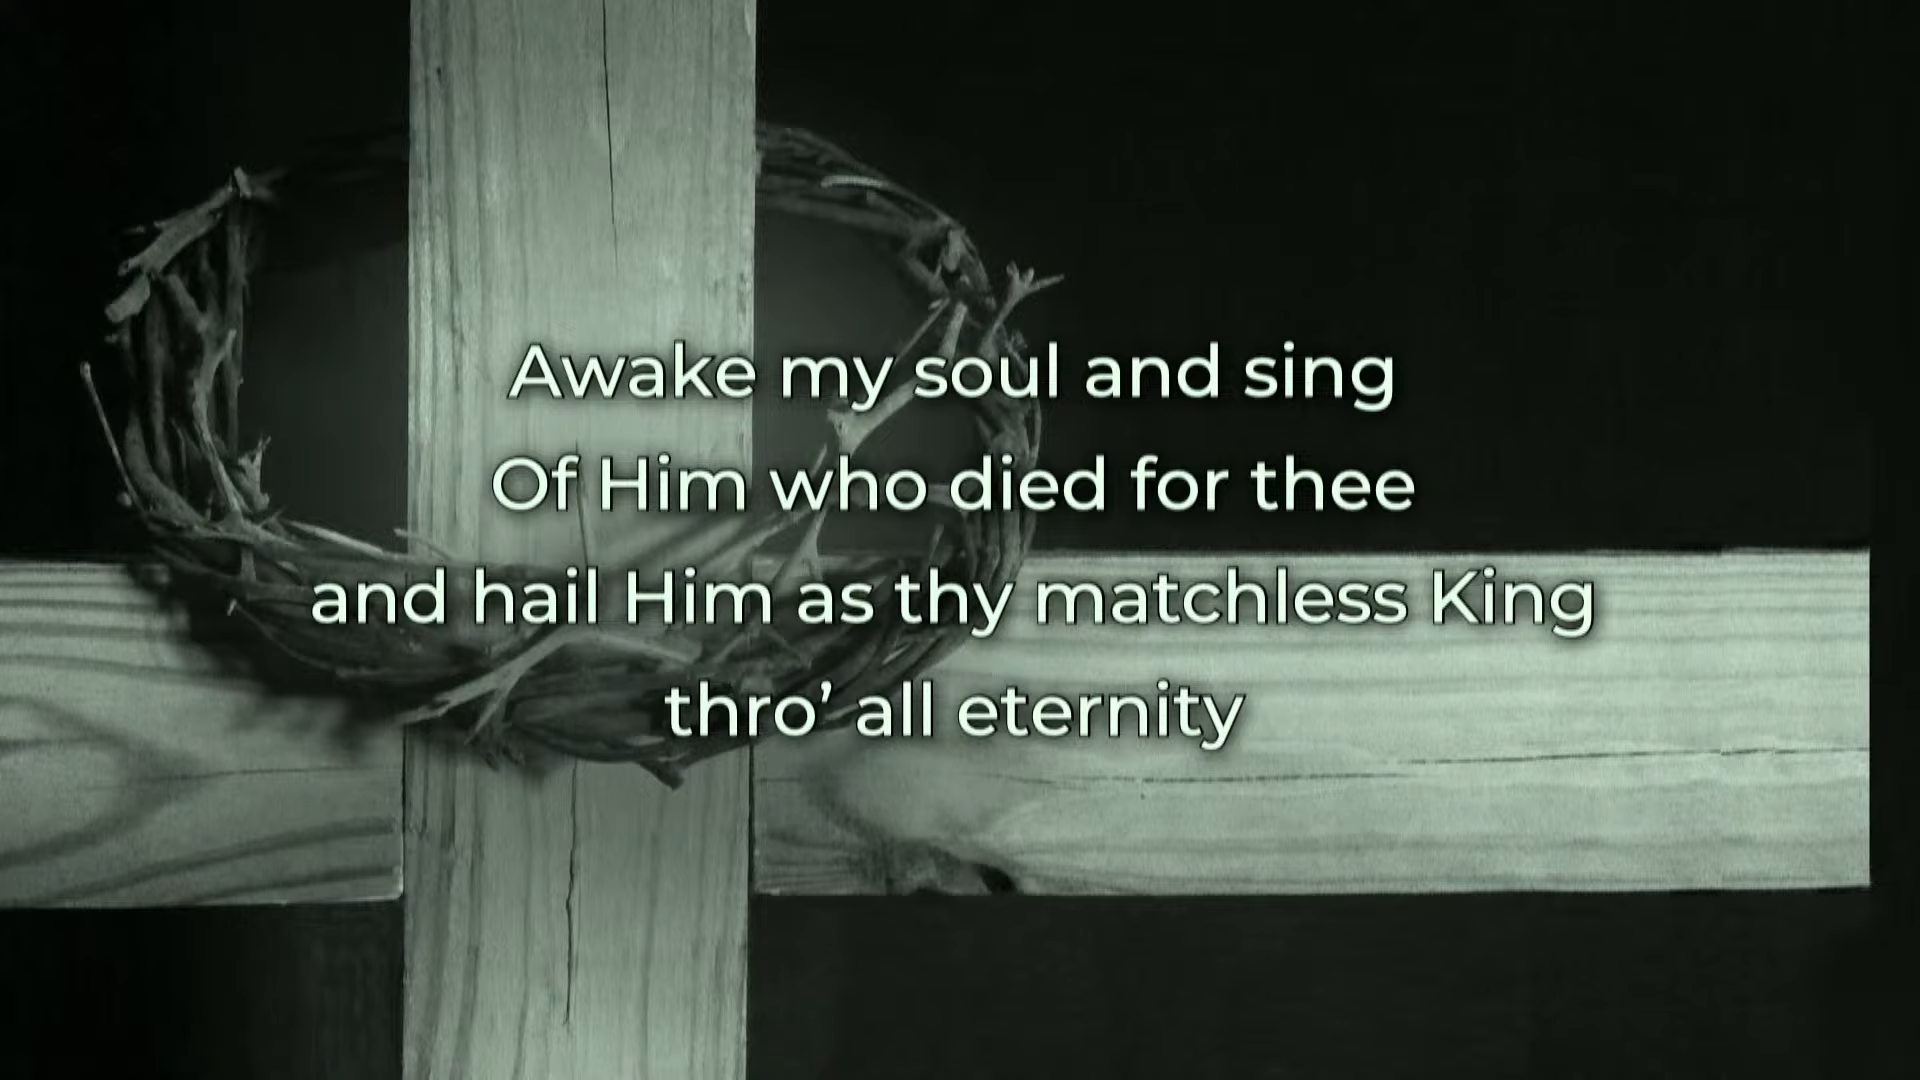 Awake my soul and sing
Of Him who died for thee
and hail Him as thy matchless King
thro’ all eternity